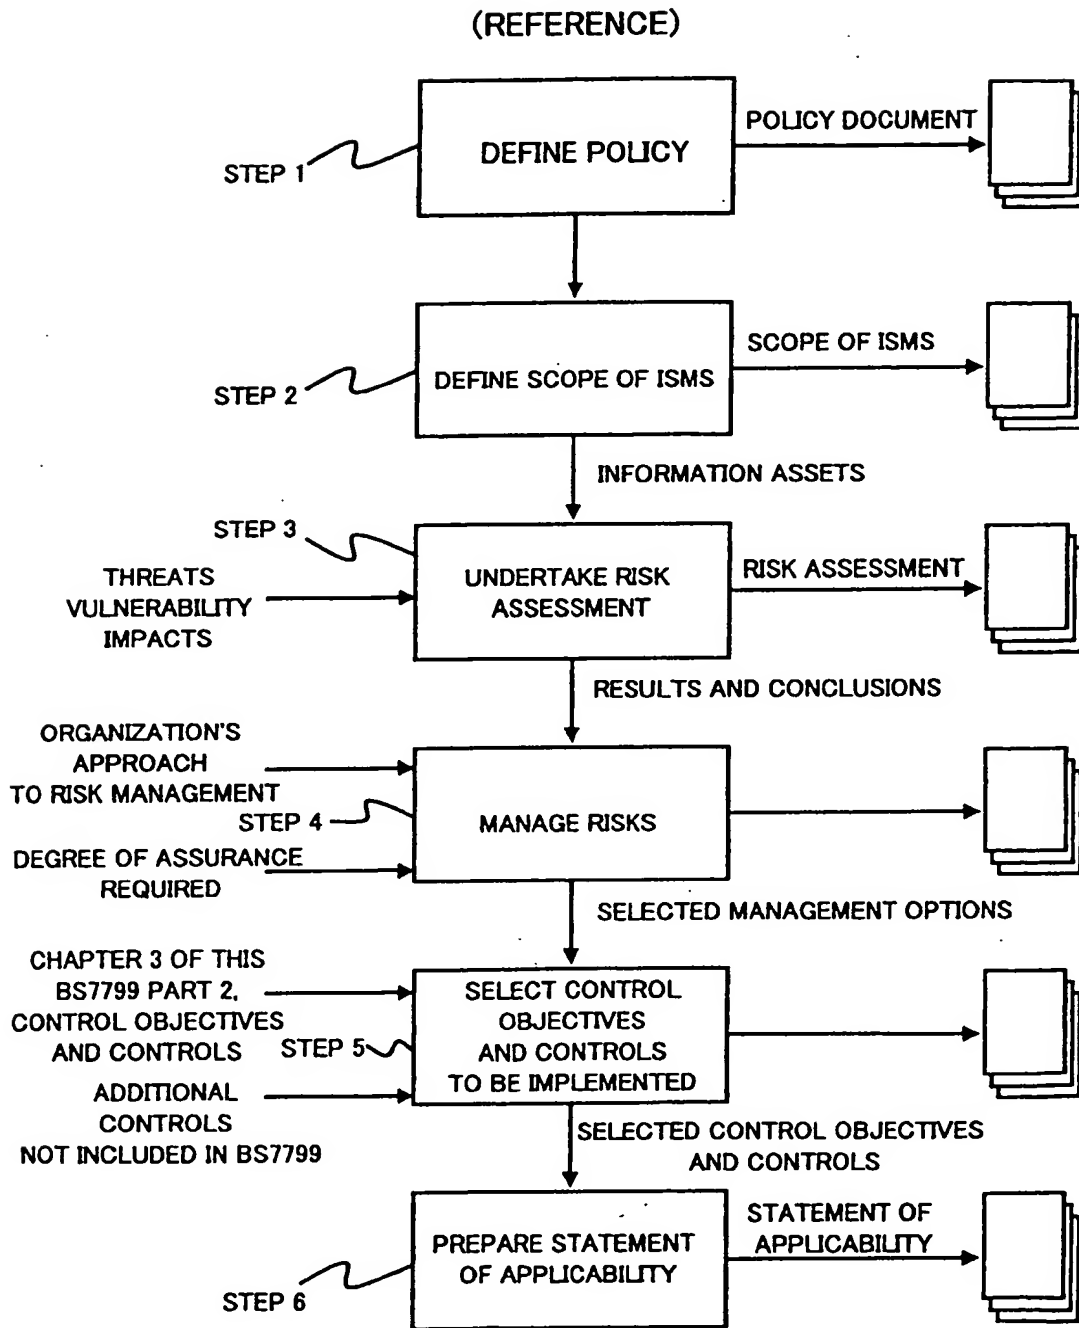 (REFERENCE)
POLICY DOCUMENT
DEFINE POLICY
STEP 1
SCOPE OF ISMS
DEFINE SCOPE OF ISMS
STEP 2
INFORMATION ASSETS
STEP 3
THREATS
VULNERABILITY
IMPACTS
UNDERTAKE RISK
ASSESSMENT
RISK ASSESSMENT
RESULTS AND CONCLUSIONS
ORGANIZATION'S
APPROACH
TO RISK MANAGEMENT
STEP 4
MANAGE RISKS
DEGREE OF ASSURANCE
REQUIRED
SELECTED MANAGEMENT OPTIONS
CHAPTER 3 OF THIS
BS7799 PART 2,
CONTROL OBJECTIVES
AND CONTROLS
STEP 5
SELECT CONTROL
OBJECTIVES
AND CONTROLS
TO BE IMPLEMENTED
ADDITIONAL
CONTROLS
NOT INCLUDED IN BS7799
SELECTED CONTROL OBJECTIVES
AND CONTROLS
PREPARE STATEMENT
OF APPLICABILITY
STATEMENT OF
APPLICABILITY
STEP 6